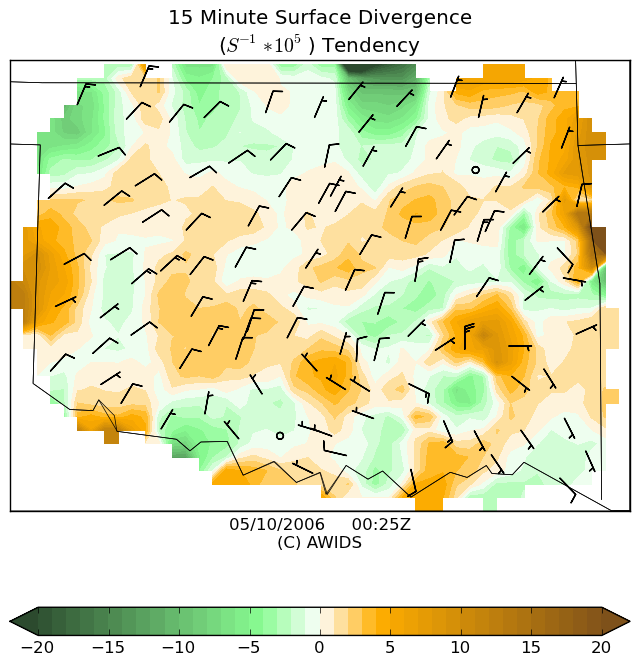 15 Minute Surface Divergence
(S⁻¹ * 10⁵ ) Tendency
05/10/2006 00:25Z
(C) AWIDS
−20 −15 −10 −5 0 5 10 15 20